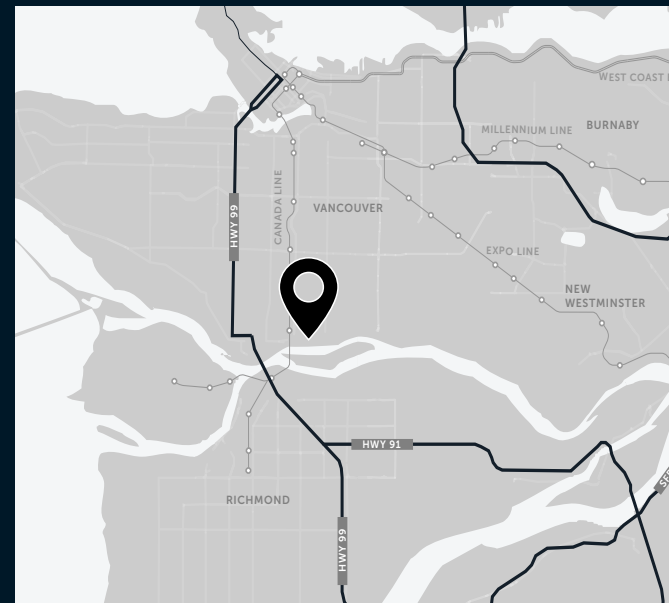 WEST COAST
MILLENNIUM LINE
BURNABY
CANADA LINE
VANCOUVER
HWY 99
EXPO LINE
NEW
WESTMINSTER
HWY 91
RICHMOND
HWY 99